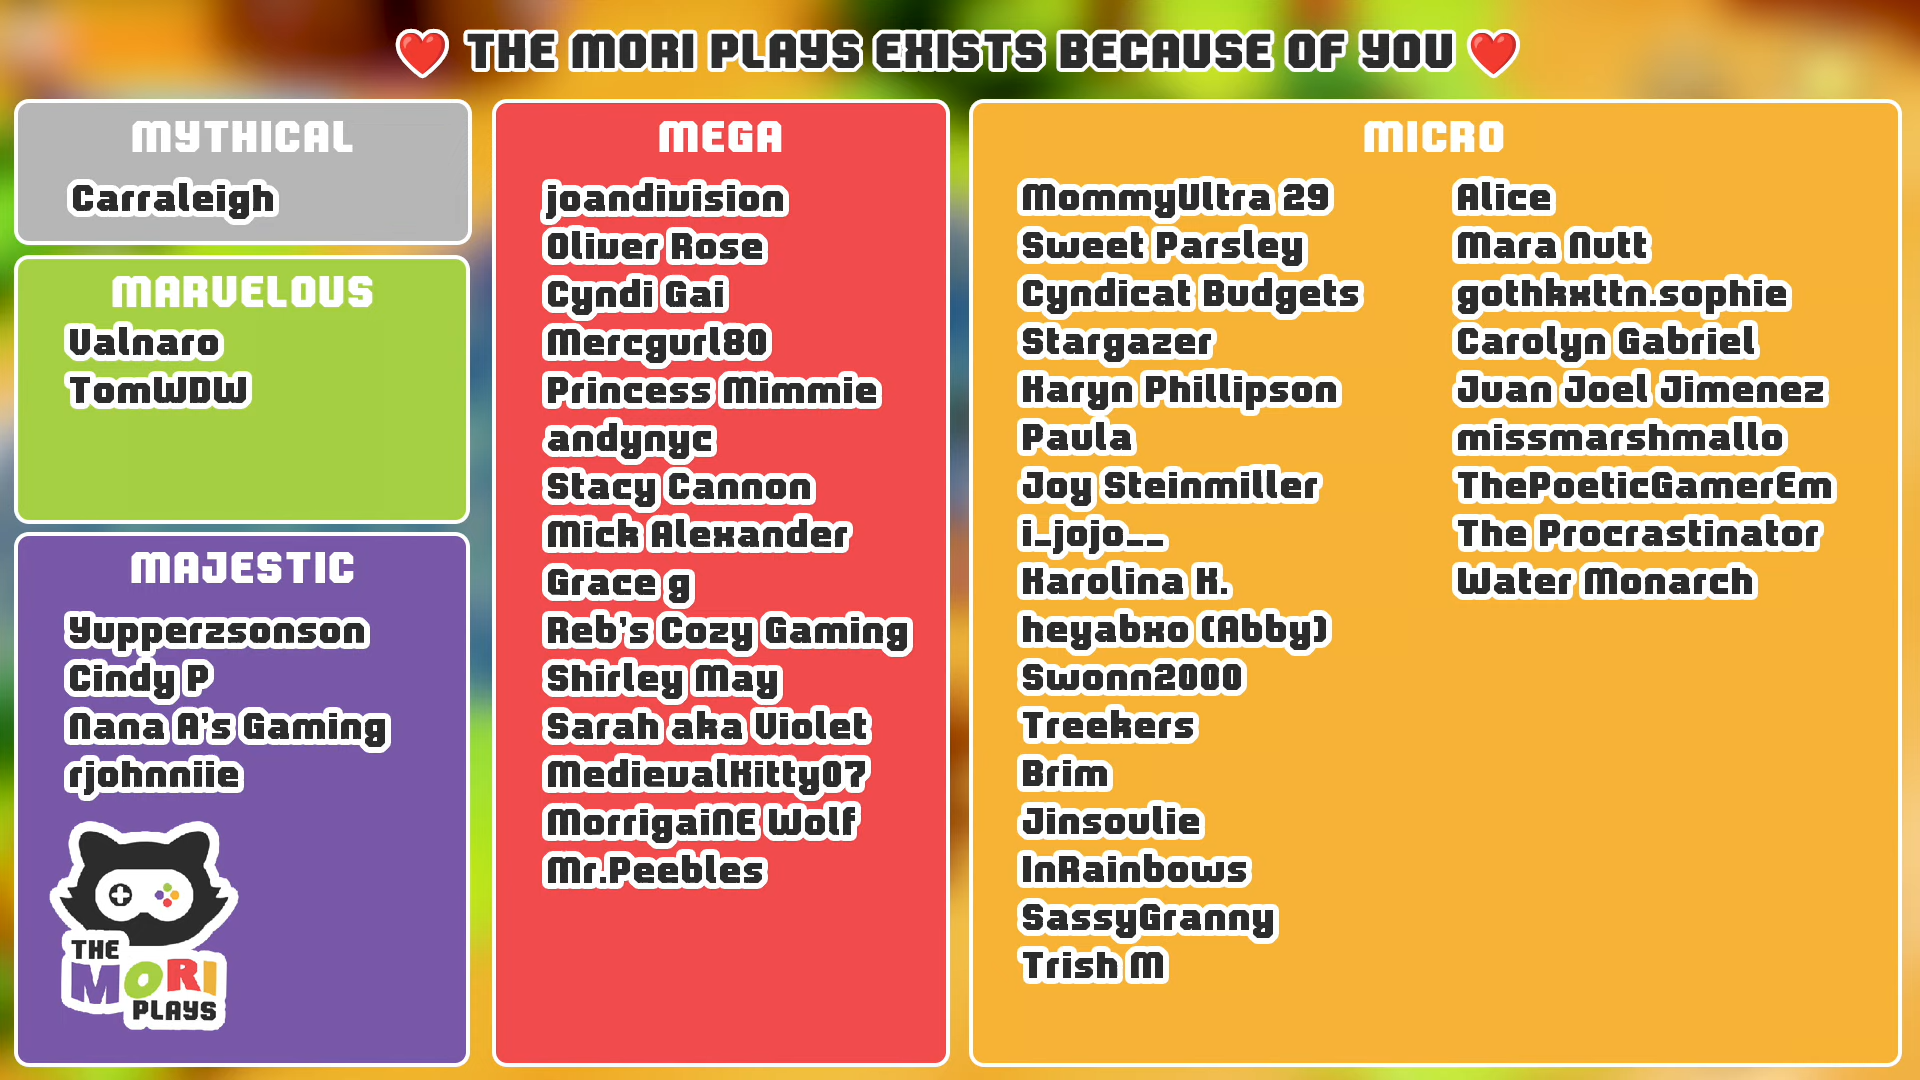 ❤️ THE MORI PLAYS EXISTS BECAUSE OF YOU ❤️
MYTHICAL
Carraleigh
MARVELOUS
Valnaro
TomWDW
MAJESTIC
Yupperzsonson
Cindy P
Nana A's Gaming
rjohnniie
THE
MORI
PLAYS
MEGA
joandivision
Oliver Rose
Cyndi Gai
Mercgurl80
Princess Mimmie
andynyc
Stacy Cannon
Mick Alexander
Grace g
Reb's Cozy Gaming
Shirley May
Sarah aka Violet
MedievalKitty07
MorrigaiNE Wolf
Mr.Peebles
MICRO
MommyUltra 29
Sweet Parsley
Cyndicat Budgets
Stargazer
Karyn Phillipson
Paula
Joy Steinmiller
i_jojo__
Karolina K.
heyabxo (Abby)
Swonn2000
Treekers
Brim
Jinsoulie
InRainbows
SassyGranny
Trish M
Alice
Mara Nutt
gothkxttn.sophie
Carolyn Gabriel
Juan Joel Jimenez
missmarshmallo
ThePoeticGamerEm
The Procrastinator
Water Monarch